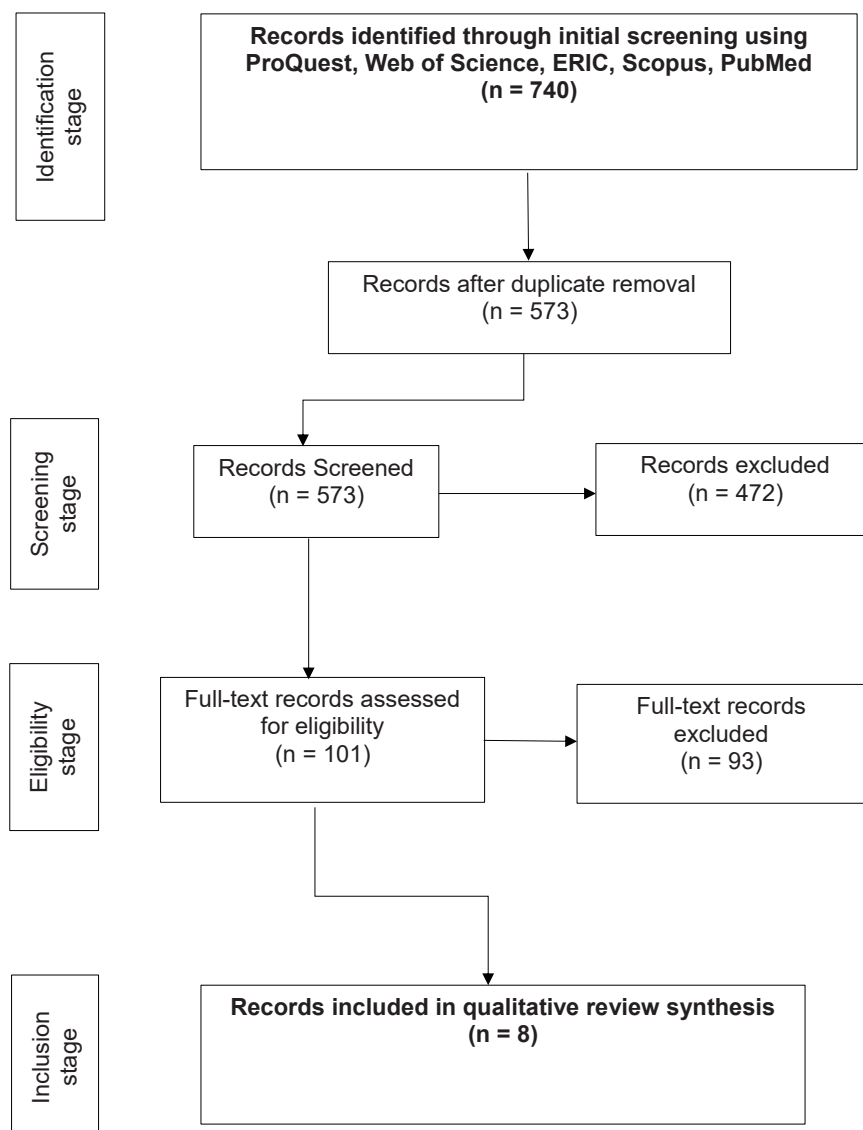 Identification
stage
Records identified through initial screening using
ProQuest, Web of Science, ERIC, Scopus, PubMed
(n = 740)
Records after duplicate removal
(n = 573)
Screening
stage
Records Screened
(n = 573)
Records excluded
(n = 472)
Eligibility
stage
Full-text records assessed
for eligibility
(n = 101)
Full-text records
excluded
(n = 93)
Inclusion
stage
Records included in qualitative review synthesis
(n = 8)